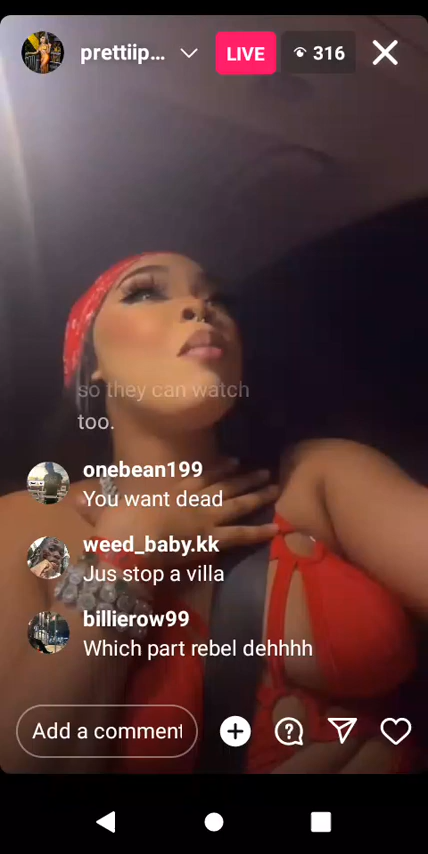 prettiip...
LIVE
316
so they can watch
too.
onebean199
You want dead
weed_baby.kk
Jus stop a villa
billierow99
Which part rebel dehhhh
Add a comment